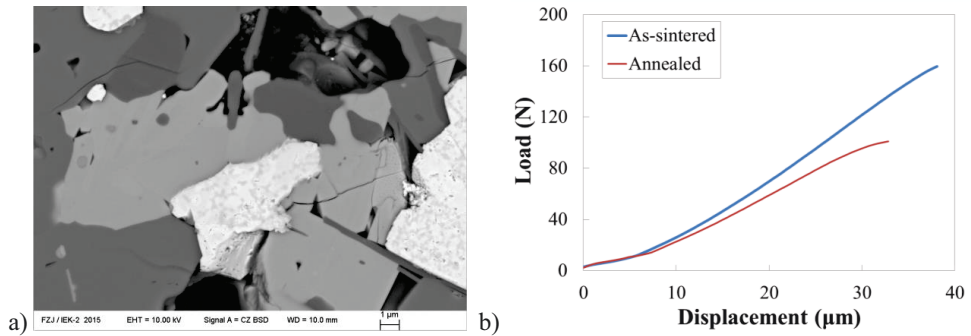 a)
FZJ / IEK-2 2015 EHT = 10.00 kV Signal A = CZ BSD WD = 10.0 mm 1 µm
b)
Load (N)
200
160
120
80
40
0
As-sintered
Annealed
0 10 20 30 40
Displacement (µm)